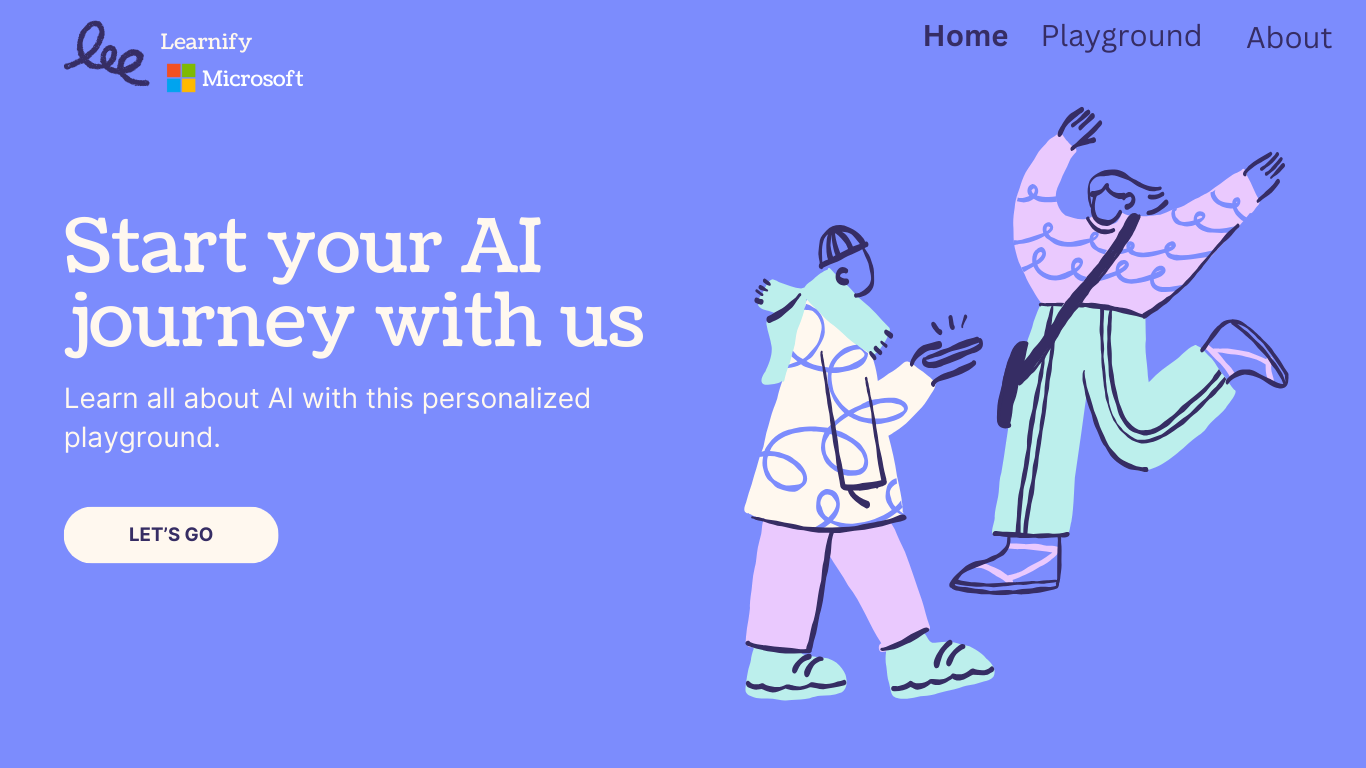 Learnify
Microsoft
Home Playground About
Start your AI
journey with us
Learn all about AI with this personalized
playground.
LET’S GO